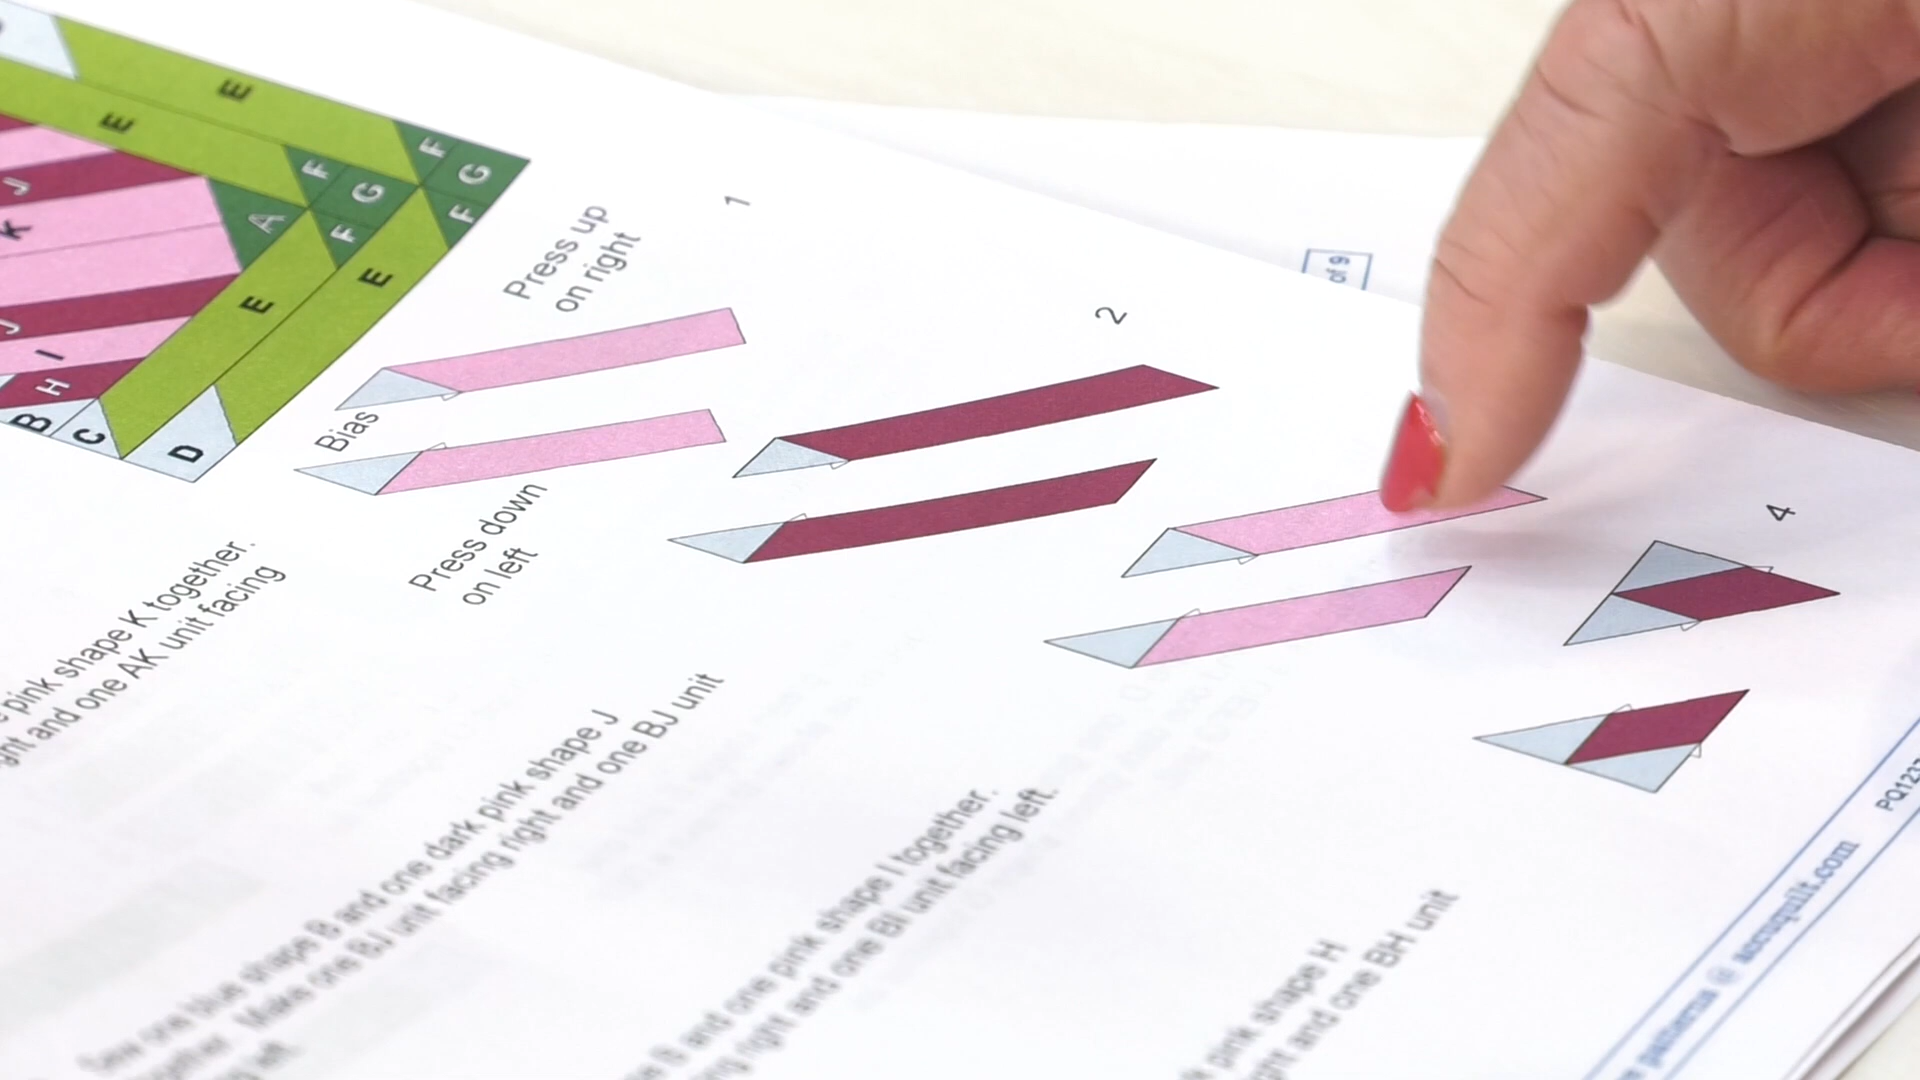 E
E
F
F
G
G
J
K
A
F
F
E
E
J
I
H
B
C
D
1
Press up
on right
Bias
Press down
on left
2
4
of 9
pink shape K together.
and one AK unit facing
Sew one blue shape B and one dark pink shape J
together. Make one BJ unit facing right and one BJ unit
left.
B and one pink shape I together.
right and one BI unit facing left.
pink shape H
and one BH unit
patterns @ accuquilt.com
PQ123